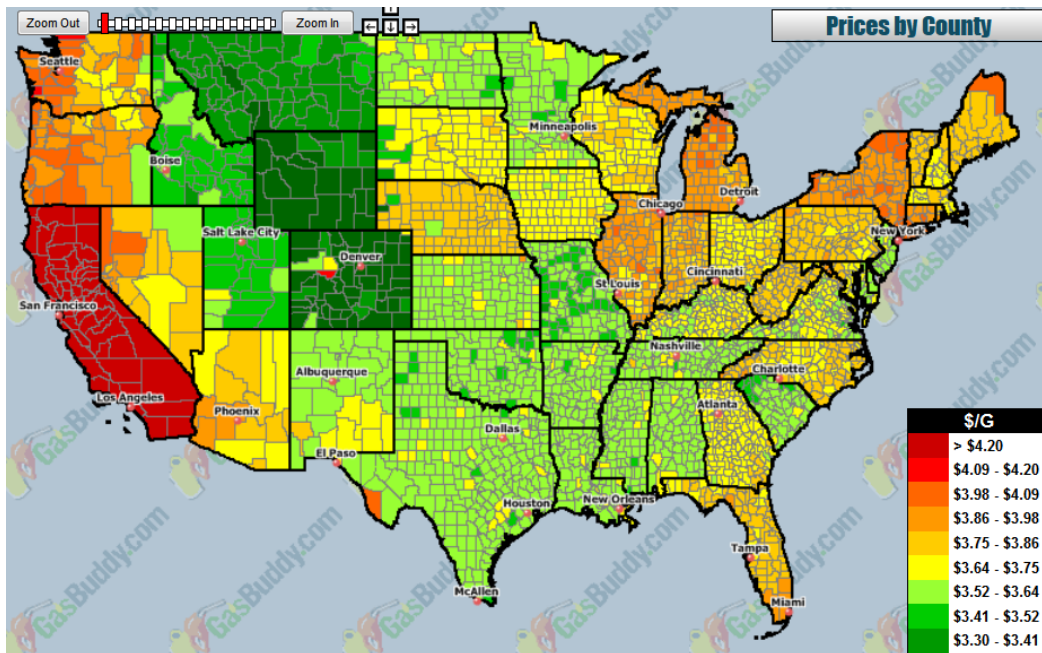 Zoom Out
Zoom In
Prices by County
Seattle
Minneapolis
Boise
Detroit
Chicago
New York
Salt Lake City
Denver
Cincinnati
St Louis
San Francisco
Nashville
Albuquerque
Charlotte
Los Angeles
Atlanta
Phoenix
Dallas
El Paso
Houston
New Orleans
Tampa
McAllen
Miami
$/G
> $4.20
$4.09 - $4.20
$3.98 - $4.09
$3.86 - $3.98
$3.75 - $3.86
$3.64 - $3.75
$3.52 - $3.64
$3.41 - $3.52
$3.30 - $3.41
GasBuddy.com